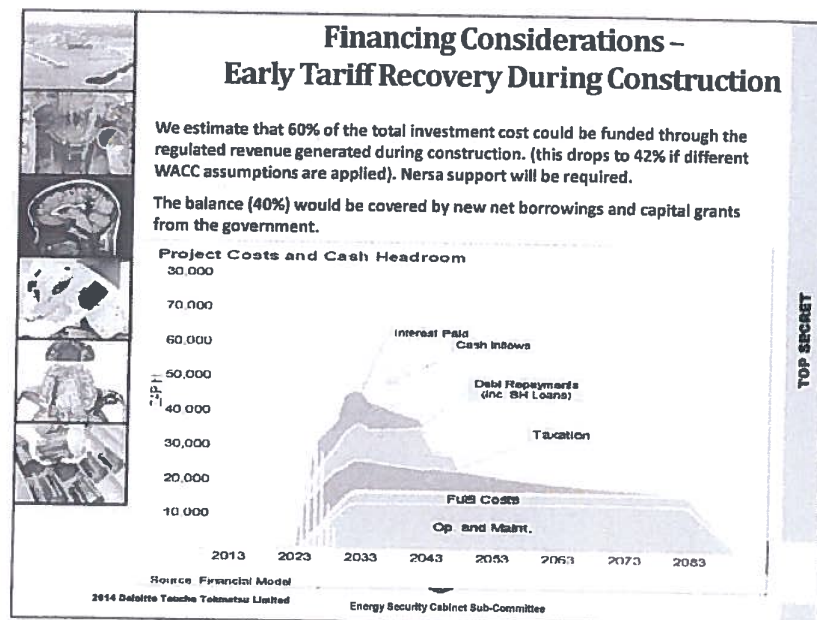 Financing Considerations –
Early Tariff Recovery During Construction
We estimate that 60% of the total investment cost could be funded through the
regulated revenue generated during construction. (this drops to 42% if different
WACC assumptions are applied). Nersa support will be required.
The balance (40%) would be covered by new net borrowings and capital grants
from the government.
Project Costs and Cash Headroom
30,000
70,000
60,000
50,000
40 000
30,000
20,000
10 000
Interest Paid
Cash Inflows
Debt Repayments
(inc. SH Loans)
Taxation
Fuel Costs
Op. and Maint.
2013 2023 2033 2043 2053 2063 2073 2083
Source: Financial Model
2014 Deloitte Touche Tohmatsu Limited
Energy Security Cabinet Sub-Committee
TOP SECRET